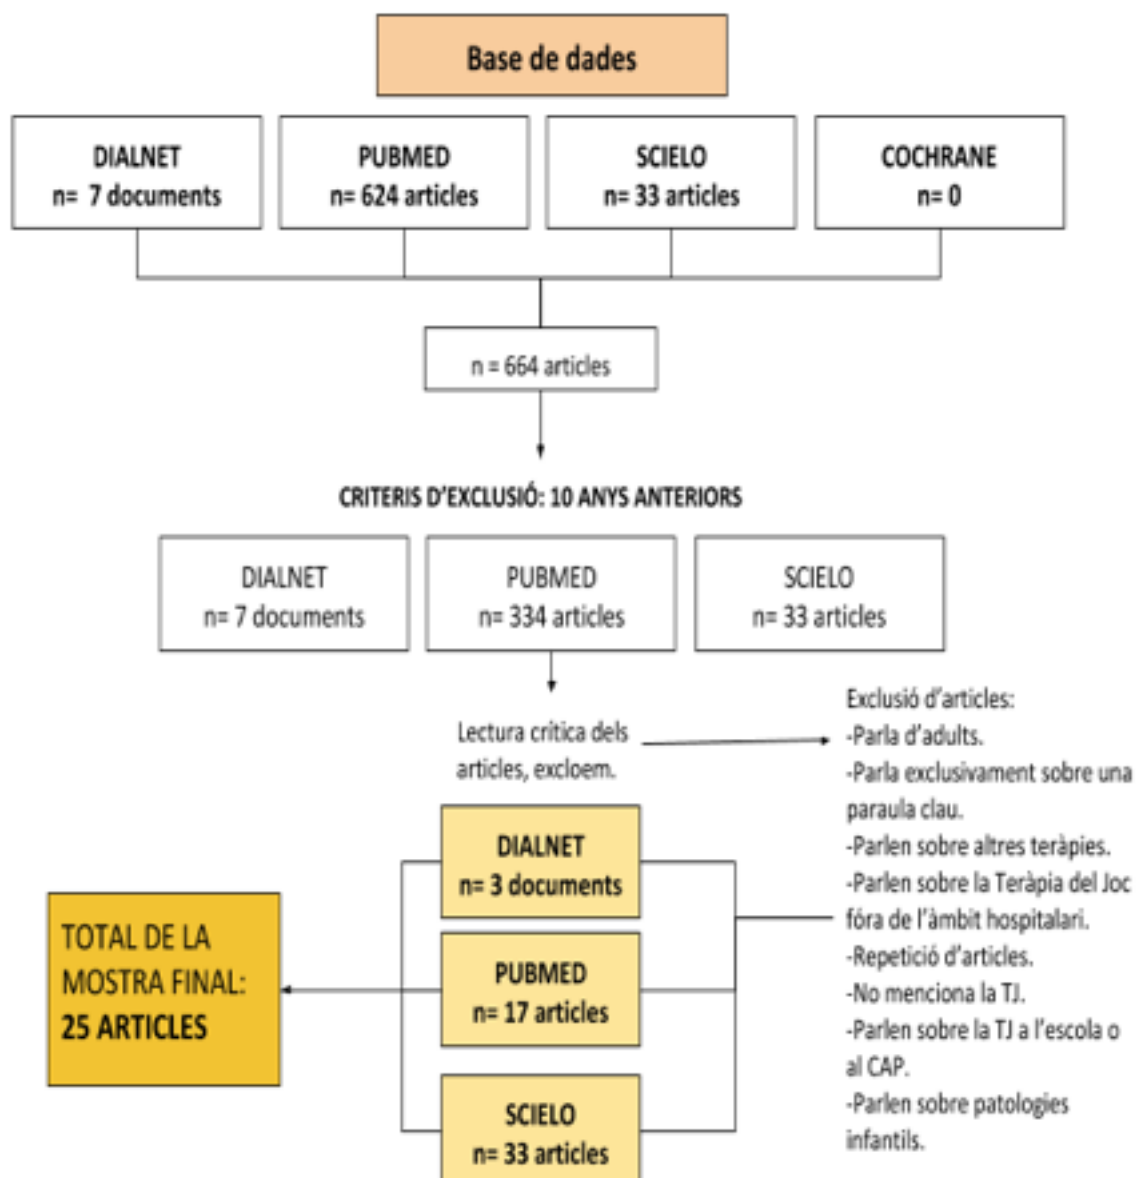 Base de dades
DIALNET
n= 7 documents
PUBMED
n= 624 articles
SCIELO
n= 33 articles
COCHRANE
n= 0
n = 664 articles
CRITERIS D'EXCLUSIÓ: 10 ANYS ANTERIORS
DIALNET
n= 7 documents
PUBMED
n= 334 articles
SCIELO
n= 33 articles
Lectura crítica dels
articles, excloem.
Exclusió d'articles:
-Parla d'adults.
-Parla exclusivament sobre una
paraula clau.
-Parlen sobre altres teràpies.
-Parlen sobre la Teràpia del Joc
fóra de l'àmbit hospitalari.
-Repetició d'articles.
-No menciona la TJ.
-Parlen sobre la TJ a l'escola o
al CAP.
-Parlen sobre patologies
infantils.
DIALNET
n= 3 documents
PUBMED
n= 17 articles
SCIELO
n= 33 articles
TOTAL DE LA
MOSTRA FINAL:
25 ARTICLES